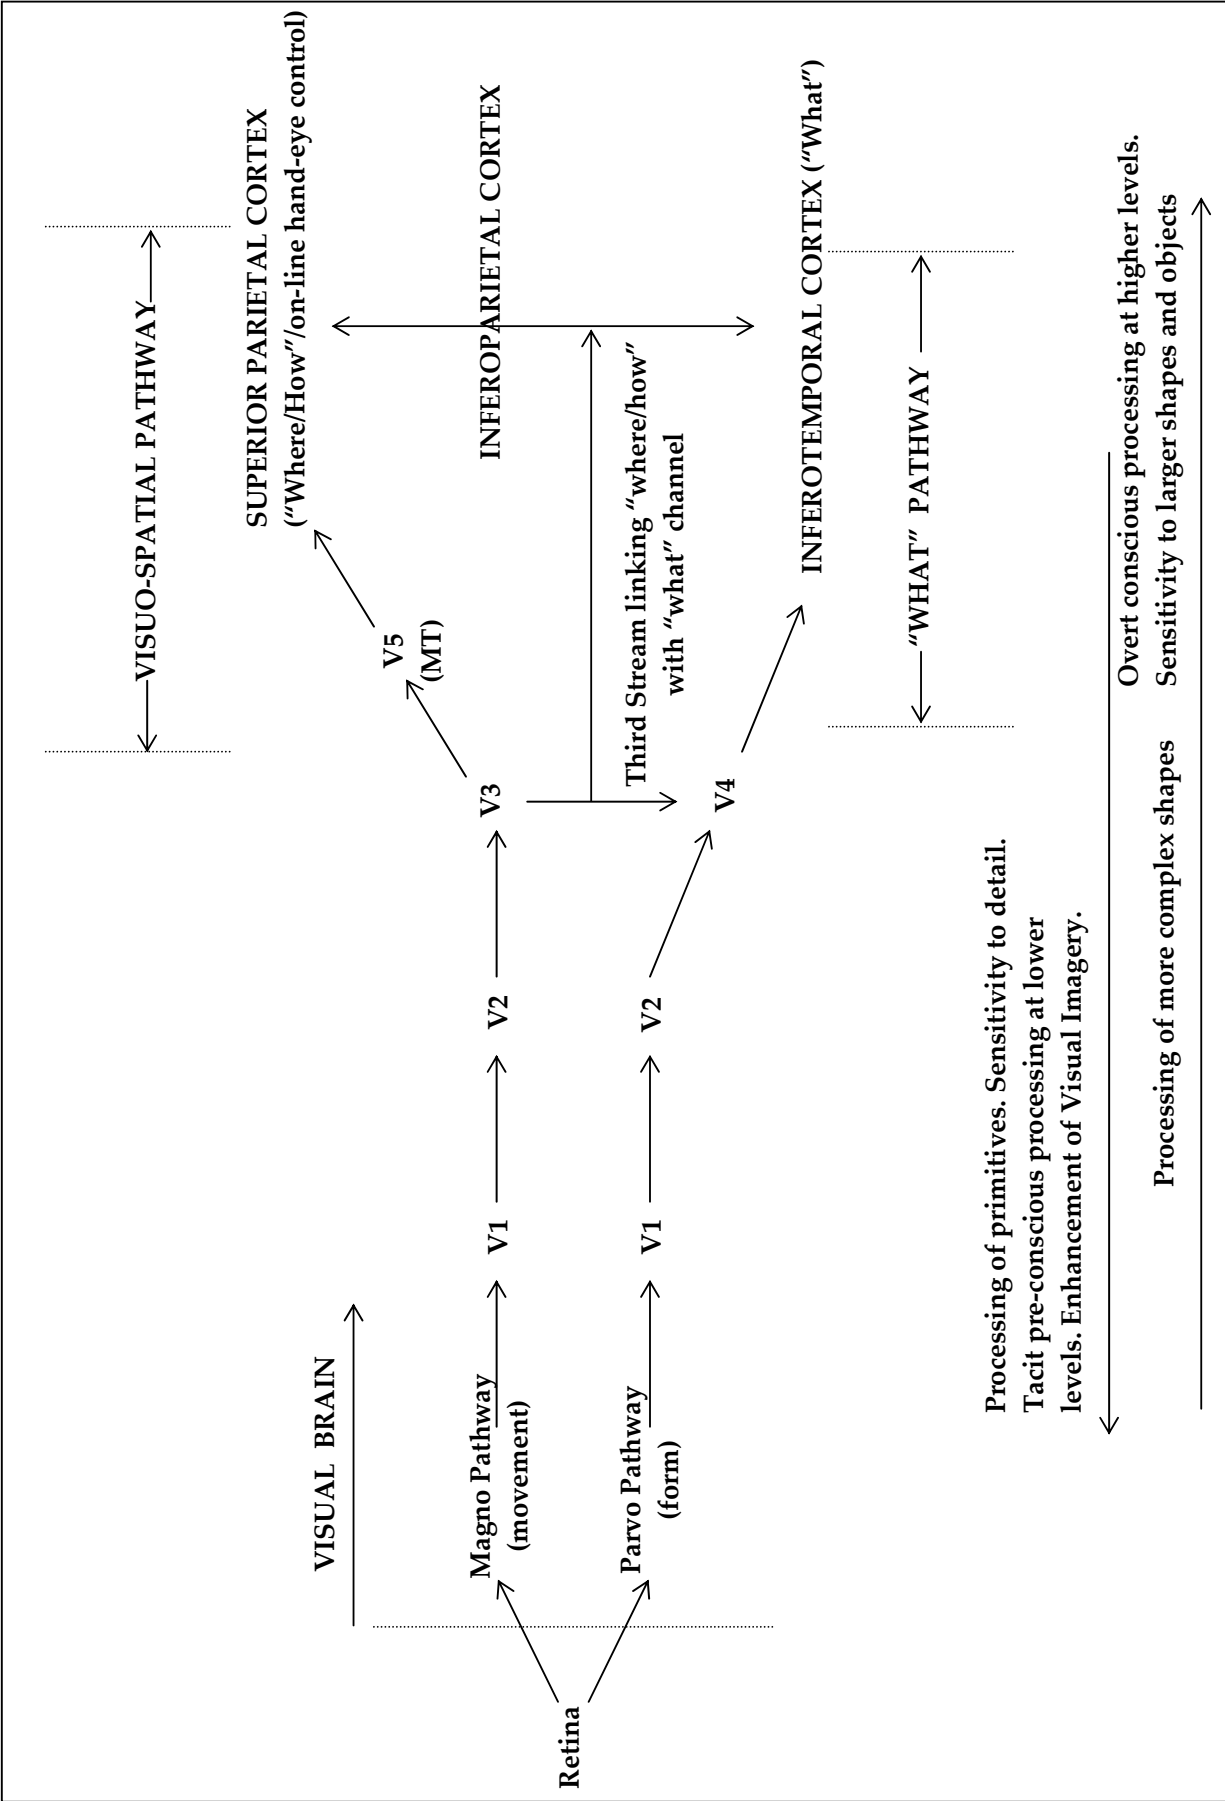 VISUO-SPATIAL PATHWAY
SUPERIOR PARIETAL CORTEX
(“Where/How”/on-line hand-eye control)
VISUAL BRAIN
V5
(MT)
INFEROPARIETAL CORTEX
Magno Pathway
(movement)
V1
V2
V3
Retina
Third Stream linking “where/how”
with “what” channel
Parvo Pathway
(form)
V1
V2
V4
INFEROTEMPORAL CORTEX (“What”)
“WHAT” PATHWAY
Processing of primitives. Sensitivity to detail.
Tacit pre-conscious processing at lower
levels. Enhancement of Visual Imagery.
Overt conscious processing at higher levels.
Processing of more complex shapes
Sensitivity to larger shapes and objects